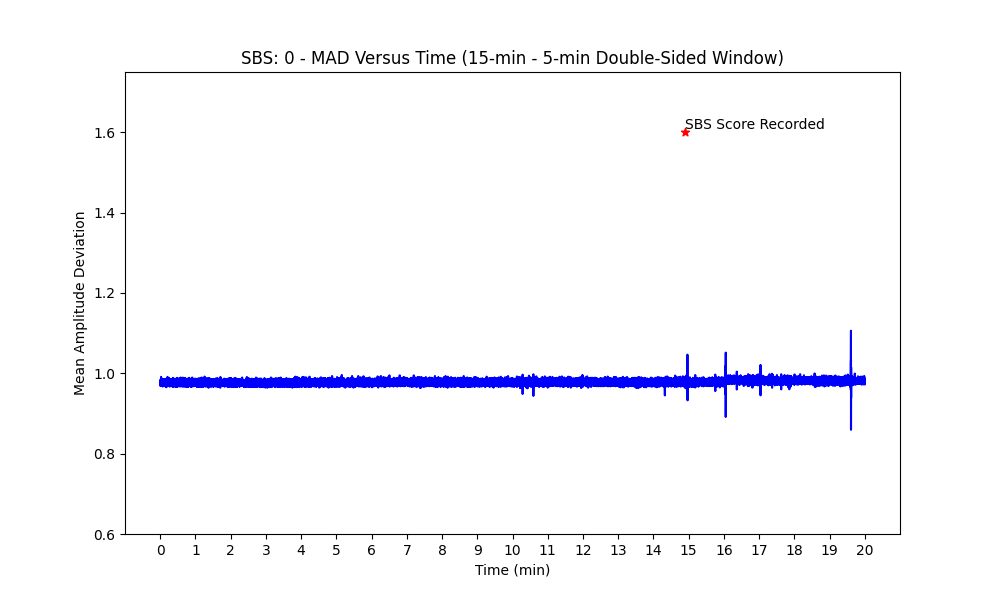 SBS: 0 - MAD Versus Time (15-min - 5-min Double-Sided Window)
SBS Score Recorded
Mean Amplitude Deviation
1.6
1.4
1.2
1.0
0.8
0.6
0 1 2 3 4 5 6 7 8 9 10 11 12 13 14 15 16 17 18 19 20
Time (min)